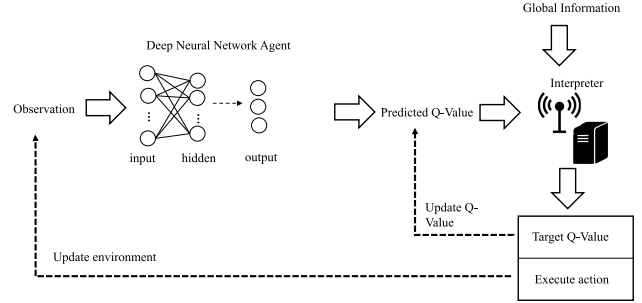 Global Information
Deep Neural Network Agent
Interpreter
Observation
Predicted Q-Value
input
hidden
output
Update Q-
Value
Target Q-Value
Update environment
Execute action